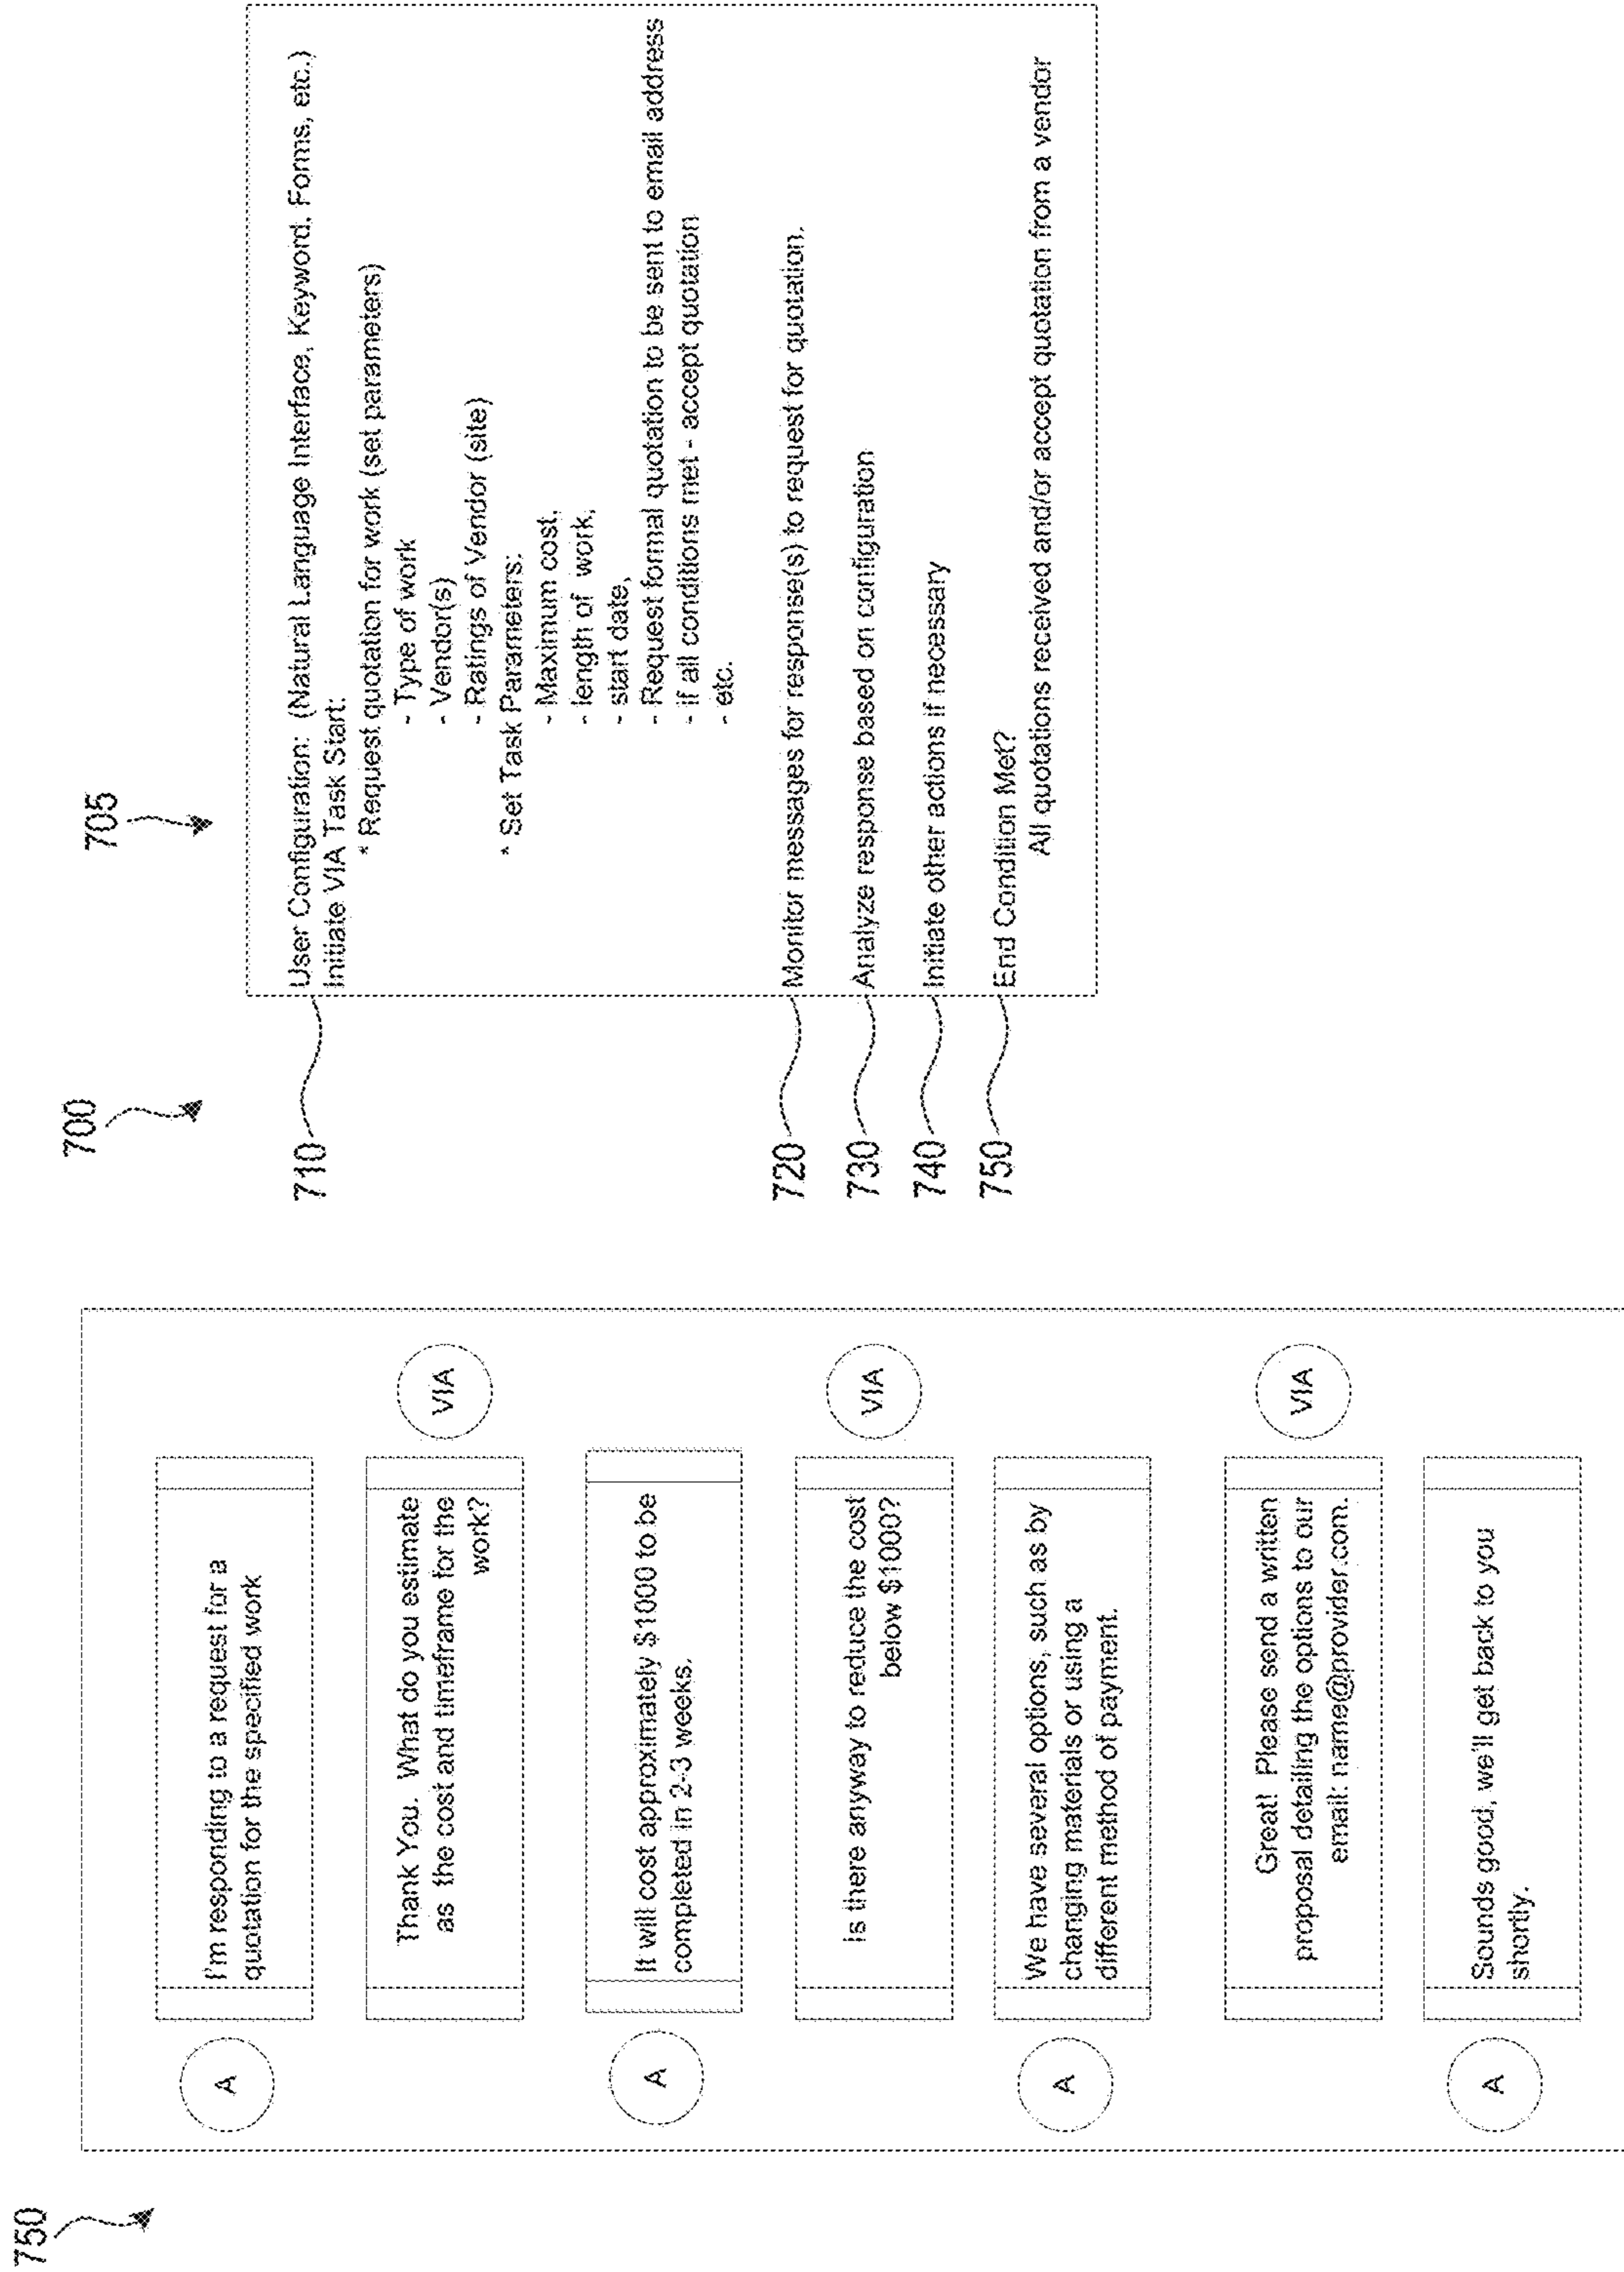 750
A
I'm responding to a request for a
quotation for the specified work
Thank You. What do you estimate
as the cost and timeframe for the
work?
VIA
A
It will cost approximately $1000 to be
completed in 2-3 weeks.
Is there anyway to reduce the cost
below $1000?
VIA
A
We have several options, such as by
changing materials or using a
different method of payment.
Great! Please send a written
proposal detailing the options to our
email: name@provider.com.
VIA
A
Sounds good, we'll get back to you
shortly.
700
705
710
User Configuration: (Natural Language Interface, Keyword, Forms, etc.)
Initiate VIA Task Start:
* Request quotation for work (set parameters)
- Type of work
- Vendor(s)
- Ratings of Vendor (site)
* Set Task Parameters:
- Maximum cost,
- length of work,
- start date,
- Request formal quotation to be sent to email address
- if all conditions met - accept quotation
- etc.
720
Monitor messages for response(s) to request for quotation.
730
Analyze response based on configuration
740
Initiate other actions if necessary
750
End Condition Met?
All quotations received and/or accept quotation from a vendor